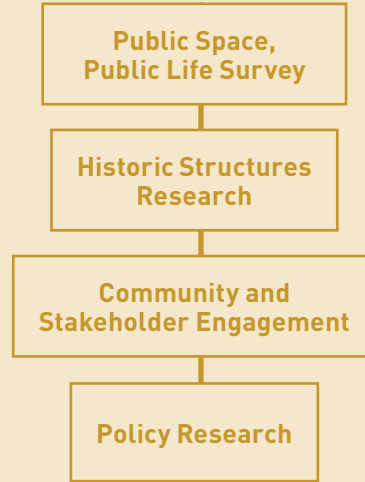 Public Space,
Public Life Survey
Historic Structures
Research
Community and
Stakeholder Engagement
Policy Research